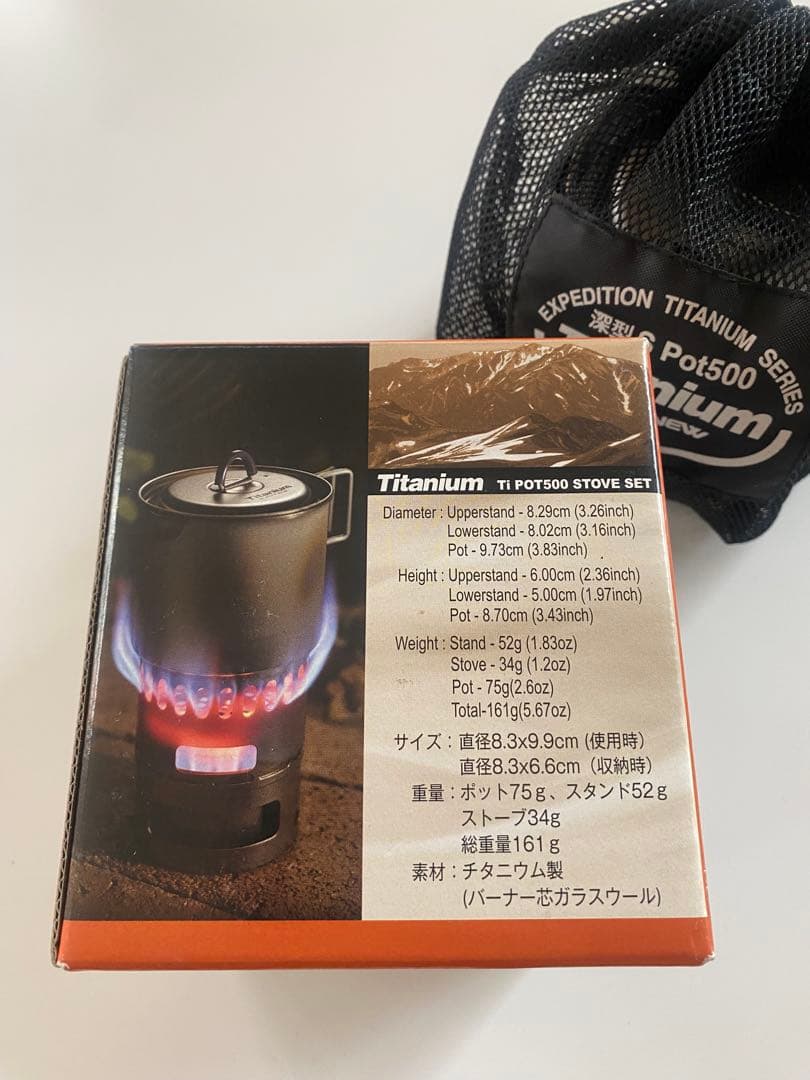 EXPEDITION TITANIUM SERIES
深型 Pot500
NEW
Titanium
Titanium Ti POT500 STOVE SET
Diameter : Upperstand - 8.29cm (3.26inch)
Lowerstand - 8.02cm (3.16inch)
Pot - 9.73cm (3.83inch)
Height : Upperstand - 6.00cm (2.36inch)
Lowerstand - 5.00cm (1.97inch)
Pot - 8.70cm (3.43inch)
Weight : Stand - 52g (1.83oz)
Stove - 34g (1.2oz)
Pot - 75g(2.6oz)
Total-161g(5.67oz)
サイズ：直径8.3x9.9cm (使用時)
直径8.3x6.6cm（収納時)
重量：ポット75ｇ、スタンド52ｇ
ストーブ34g
総重量161ｇ
素材：チタニウム製
(バーナー芯ガラスウール)